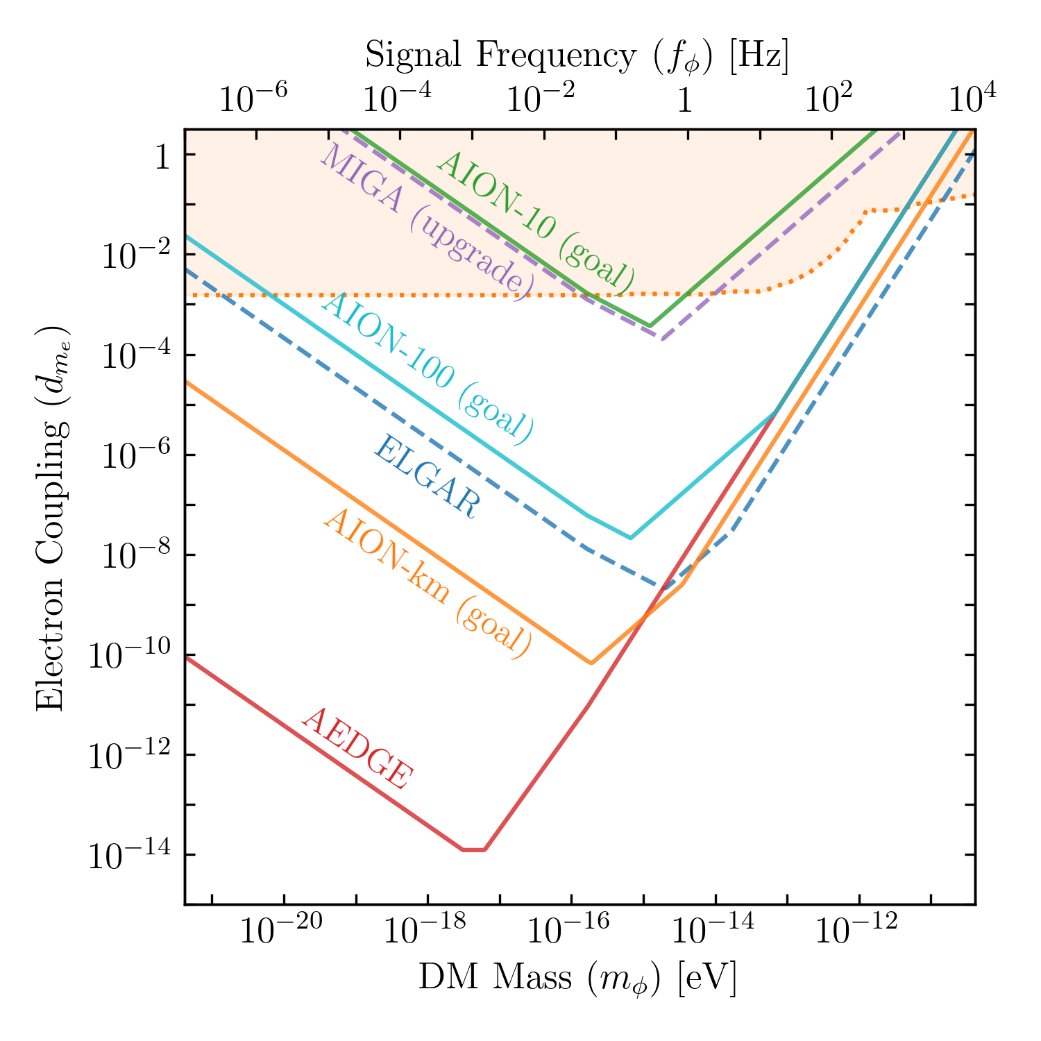 Signal Frequency (f_ϕ) [Hz]
10^−6 10^−4 10^−2 1 10^2 10^4
Electron Coupling (d_{m_e})
1
10^−2
10^−4
10^−6
10^−8
10^−10
10^−12
10^−14
AION-10 (goal)
MIGA (upgrade)
AION-100 (goal)
ELGAR
AION-km (goal)
AEDGE
10^−20 10^−18 10^−16 10^−14 10^−12
DM Mass (m_ϕ) [eV]